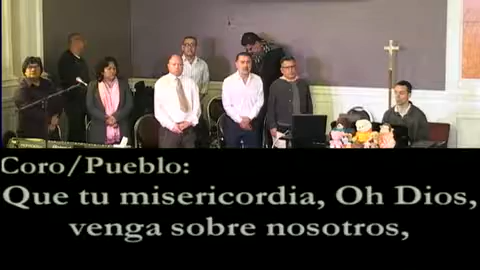 Coro/Pueblo:
Que tu misericordia, Oh Dios,
venga sobre nosotros,